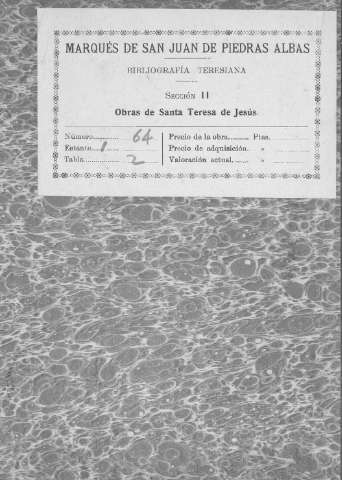 MARQUÉS DE SAN JUAN DE PIEDRAS ALBAS
BIBLIOGRAFÍA TERESIANA
SECCIÓN II
Obras de Santa Teresa de Jesús
Número 64
Estante 1
Tabla 2
Precio de la obra Ptas.
Precio de adquisición »
Valoración actual »